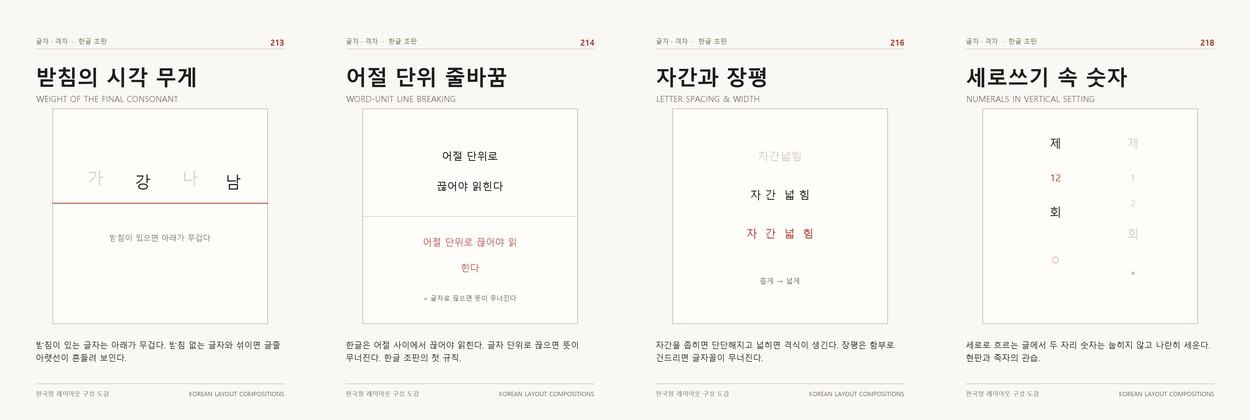 글자 · 격자 · 한글 조판
213
받침의 시각 무게
WEIGHT OF THE FINAL CONSONANT
가 강 나 남
받침이 있으면 아래가 무겁다
받침이 있는 글자는 아래가 무겁다. 받침 없는 글자와 섞이면 글줄
아랫선이 흔들려 보인다.
한국형 레이아웃 구성 도감
KOREAN LAYOUT COMPOSITIONS
글자 · 격자 · 한글 조판
214
어절 단위 줄바꿈
WORD-UNIT LINE BREAKING
어절 단위로
끊어야 읽힌다
어절 단위로 끊어야 읽
힌다
× 글자로 끊으면 뜻이 무너진다
한글은 어절 사이에서 끊어야 읽힌다. 글자 단위로 끊으면 뜻이
무너진다. 한글 조판의 첫 규칙.
한국형 레이아웃 구성 도감
KOREAN LAYOUT COMPOSITIONS
글자 · 격자 · 한글 조판
216
자간과 장평
LETTER SPACING & WIDTH
자간넓힘
자간 넓힘
자 간 넓 힘
좁게 → 넓게
자간을 좁히면 단단해지고 넓히면 격식이 생긴다. 장평은 함부로
건드리면 글자꼴이 무너진다.
한국형 레이아웃 구성 도감
KOREAN LAYOUT COMPOSITIONS
글자 · 격자 · 한글 조판
218
세로쓰기 속 숫자
NUMERALS IN VERTICAL SETTING
제
12
회
○
제
1
2
회
×
세로로 흐르는 글에서 두 자리 숫자는 눕히지 않고 나란히 세운다.
현판과 족자의 관습.
한국형 레이아웃 구성 도감
KOREAN LAYOUT COMPOSITIONS